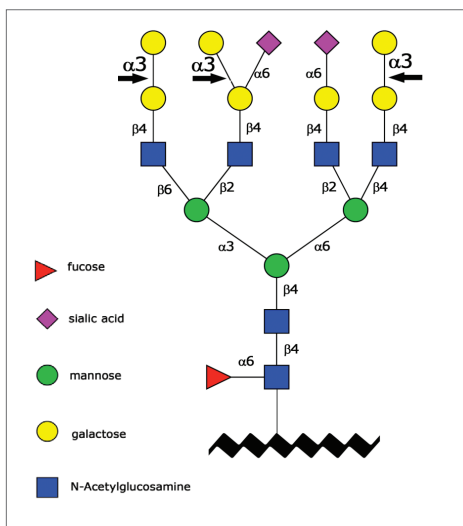 α3 α3 α6 α6 α3
β4 β4 β4 β4
β6 β2 β2 β4
α3 α6
β4
fucose
β4
sialic acid
α6
mannose
galactose
N-Acetylglucosamine